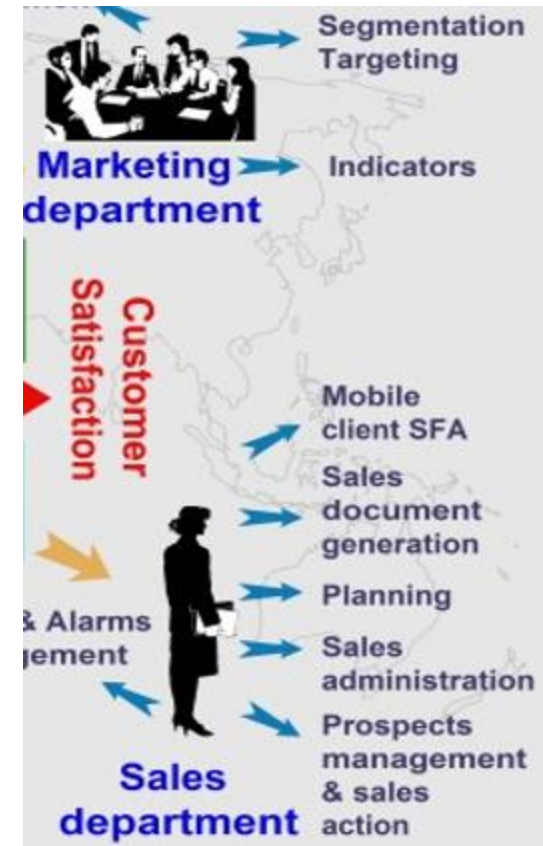 Segmentation
Targeting
Marketing
department
Indicators
Customer
Satisfaction
Mobile
client SFA
Sales
document
generation
Planning
& Alarms
Sales
administration
Prospects
management
& sales
action
Sales
department